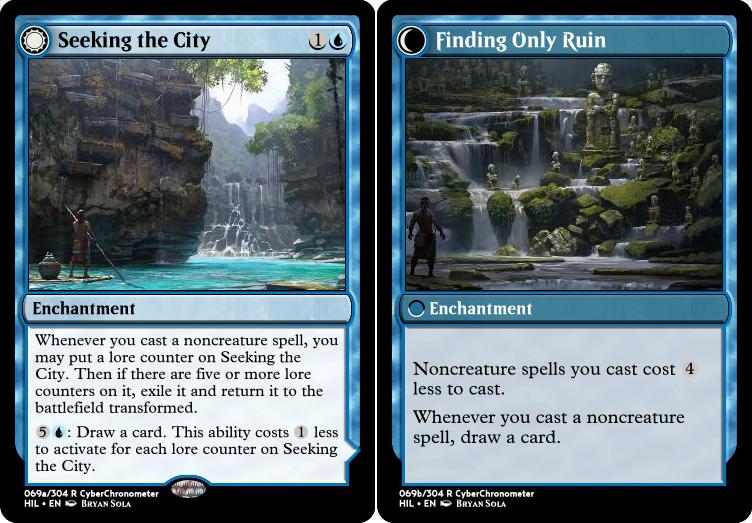 Seeking the City 1
Enchantment
Whenever you cast a noncreature spell, you
may put a lore counter on Seeking the
City. Then if there are five or more lore
counters on it, exile it and return it to the
battlefield transformed.
5 : Draw a card. This ability costs 1 less
to activate for each lore counter on Seeking
the City.
069a/304 R CyberChronometer
HIL • EN Bryan Sola
Finding Only Ruin
Enchantment
Noncreature spells you cast cost 4
less to cast.
Whenever you cast a noncreature
spell, draw a card.
069b/304 R CyberChronometer
HIL • EN Bryan Sola